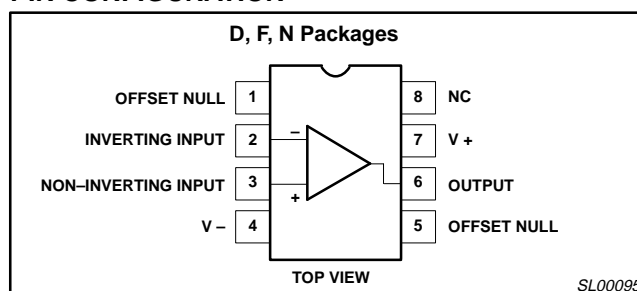 D, F, N Packages
OFFSET NULL 1
INVERTING INPUT 2
NON–INVERTING INPUT 3
V – 4
8 NC
7 V +
6 OUTPUT
5 OFFSET NULL
–
+
TOP VIEW
SL00095